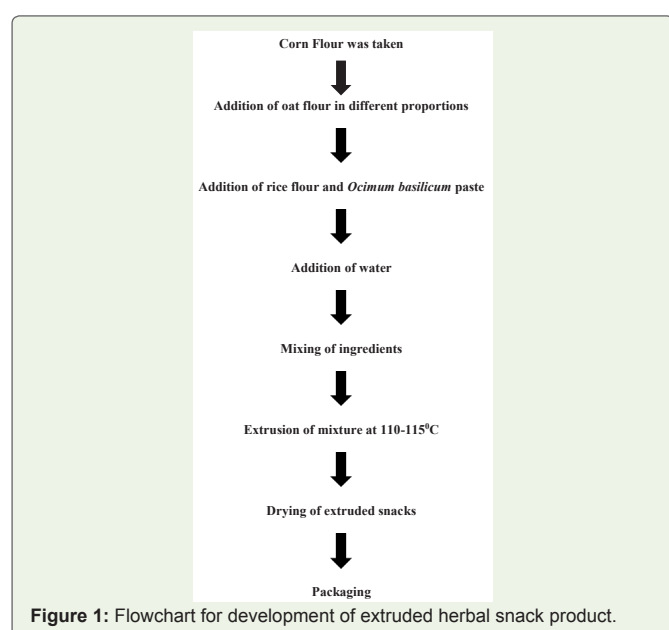 Corn Flour was taken
Addition of oat flour in different proportions
Addition of rice flour and Ocimum basilicum paste
Addition of water
Mixing of ingredients
Extrusion of mixture at 110-115⁰C
Drying of extruded snacks
Packaging
Figure 1: Flowchart for development of extruded herbal snack product.